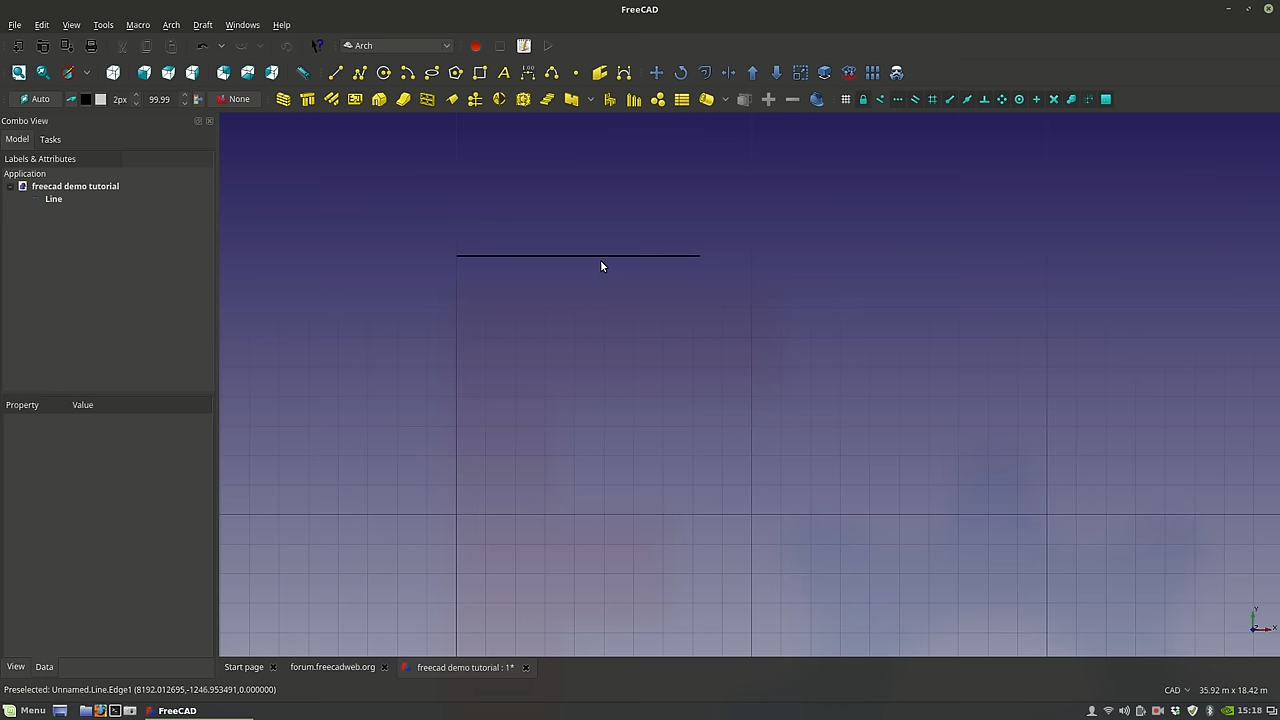 FreeCAD
File Edit View Tools Macro Arch Draft Windows Help
Arch
Auto 2px 99.99 None
Combo View
Model Tasks
Labels & Attributes
Application
freecad demo tutorial
Line
Property Value
Y
X
View Data Start page forum.freecadweb.org freecad demo tutorial : 1*
Preselected: Unnamed.Line.Edge1 (8192.012695,-1246.953491,0.000000) CAD 35.92 m x 18.42 m
Menu FreeCAD 15:18